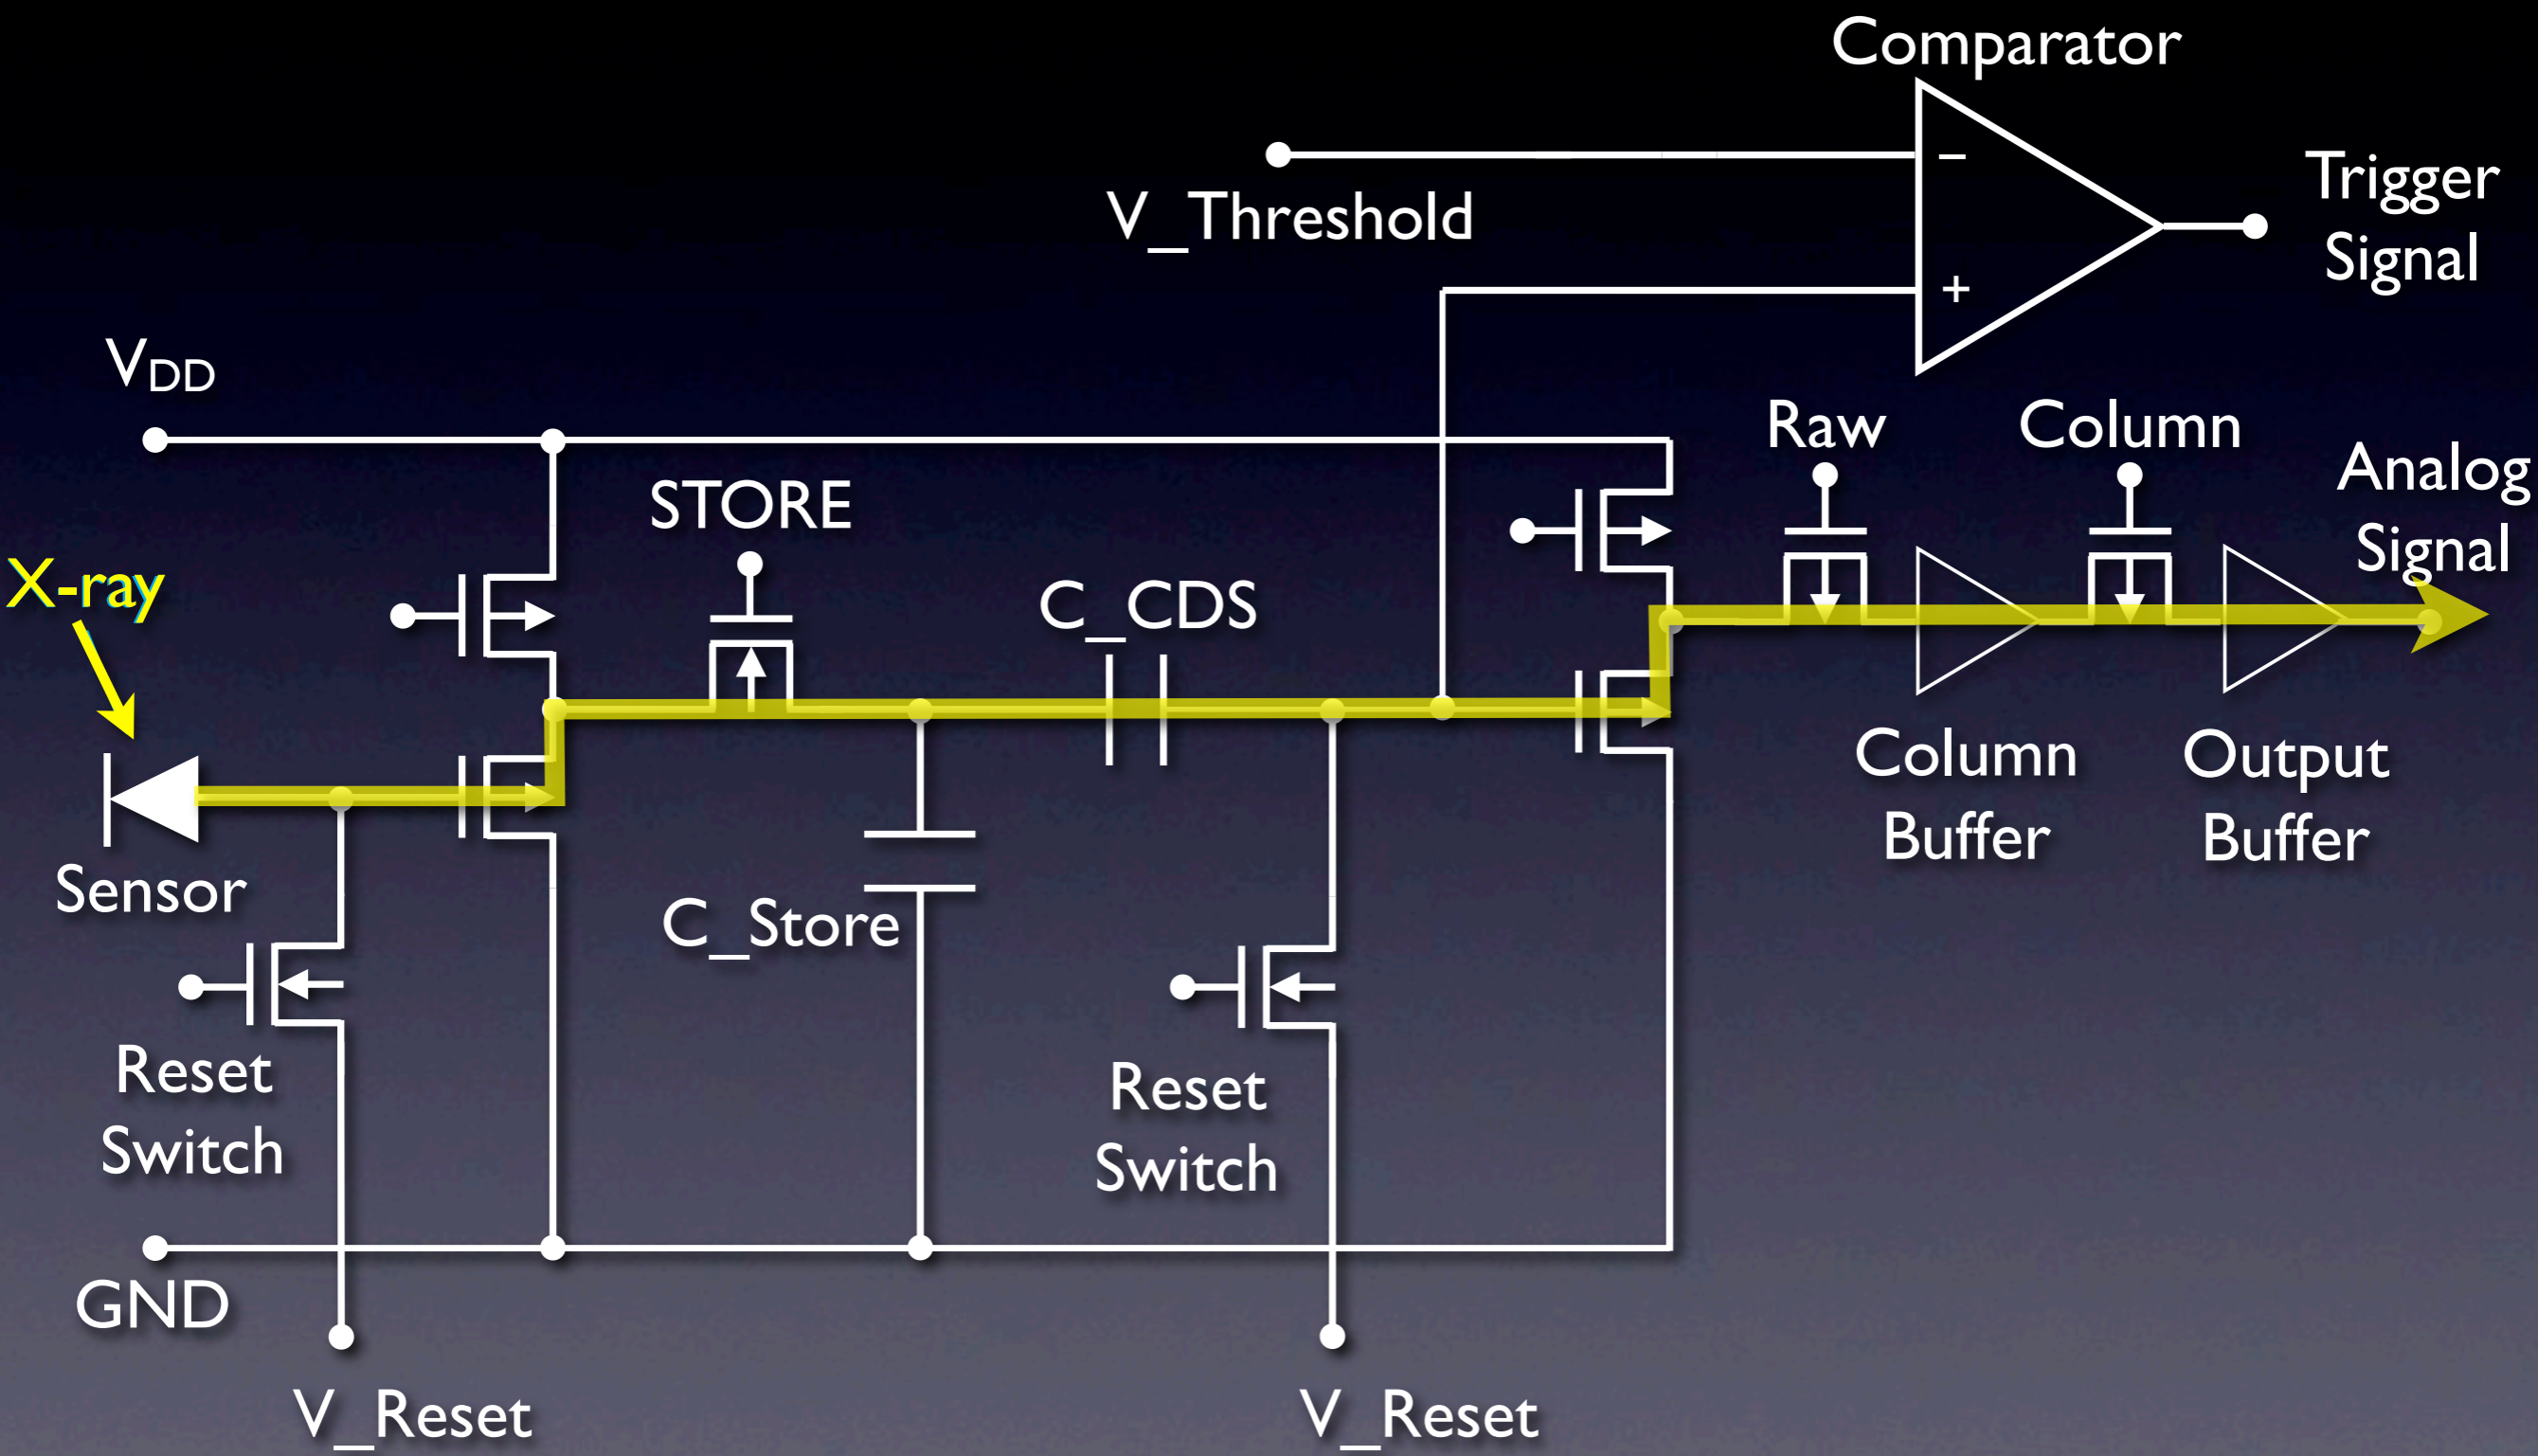 Comparator
−
+
Trigger
Signal
V_Threshold
V_DD
Raw
Column
Analog
Signal
STORE
X-ray
C_CDS
Sensor
C_Store
Column
Buffer
Output
Buffer
Reset
Switch
Reset
Switch
GND
V_Reset
V_Reset